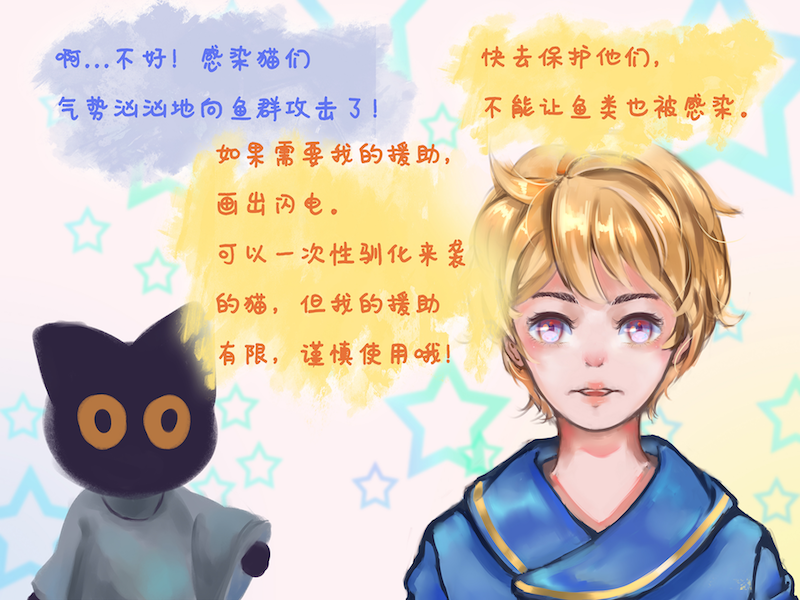 啊...不好！感染猫们
气势汹汹地向鱼群攻击了！
快去保护他们，
不能让鱼类也被感染。
如果需要我的援助，
画出闪电。
可以一次性驯化来袭
的猫，但我的援助
有限，谨慎使用哦！